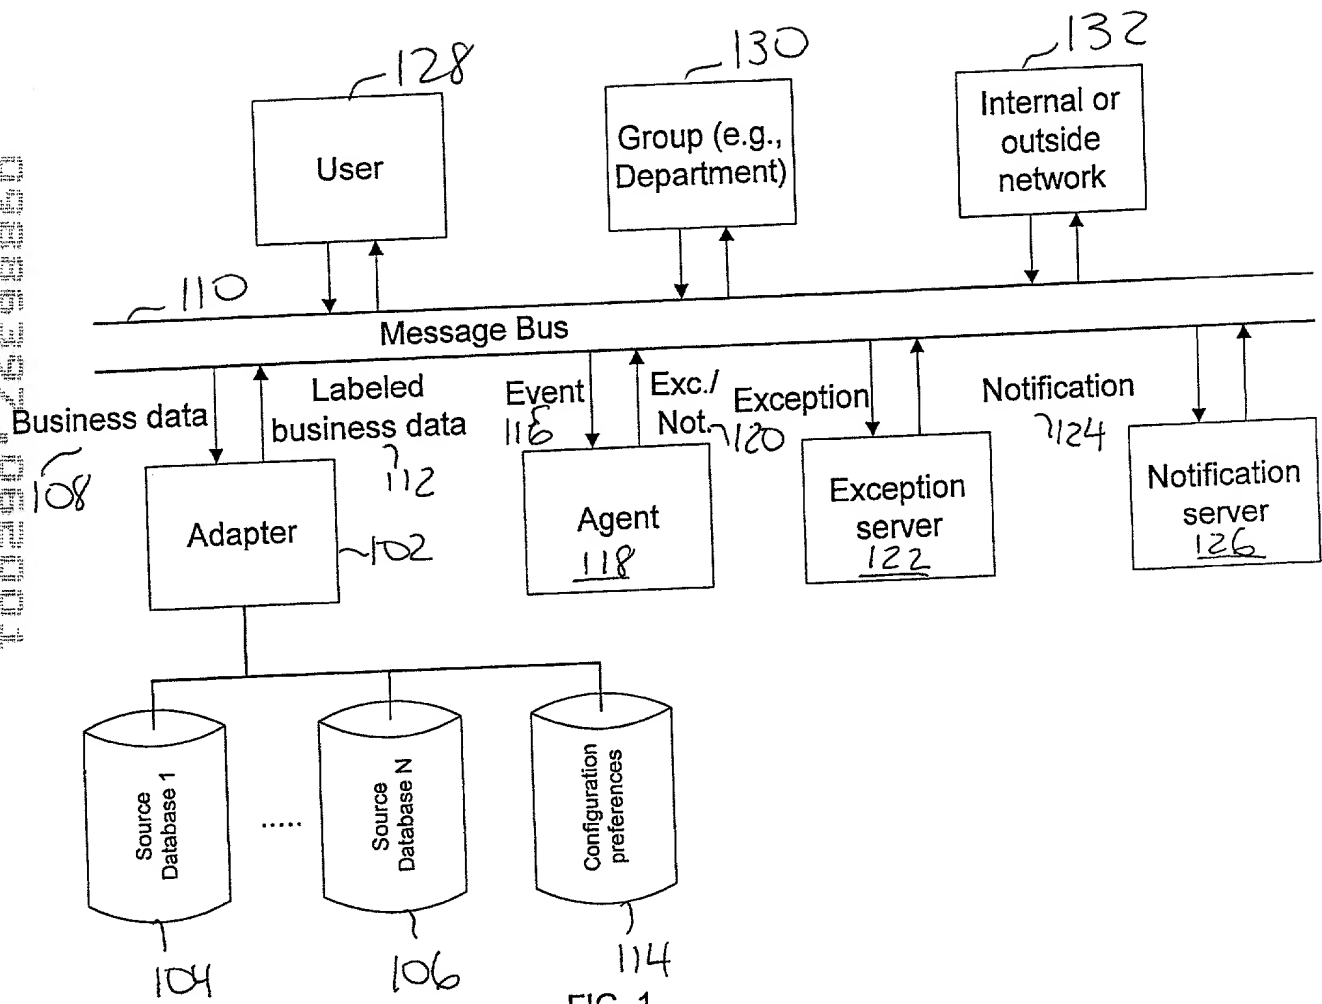 128
130
132
User
Group (e.g.,
Department)
Internal or
outside
network
110
Message Bus
Business data
108
Labeled
business data
112
Event
116
Exc./
Not.
120
Exception
Notification
124
Adapter
102
Agent
118
Exception
server
122
Notification
server
126
Source
Database 1
.....
Source
Database N
Configuration
preferences
104
106
114
FIG. 1